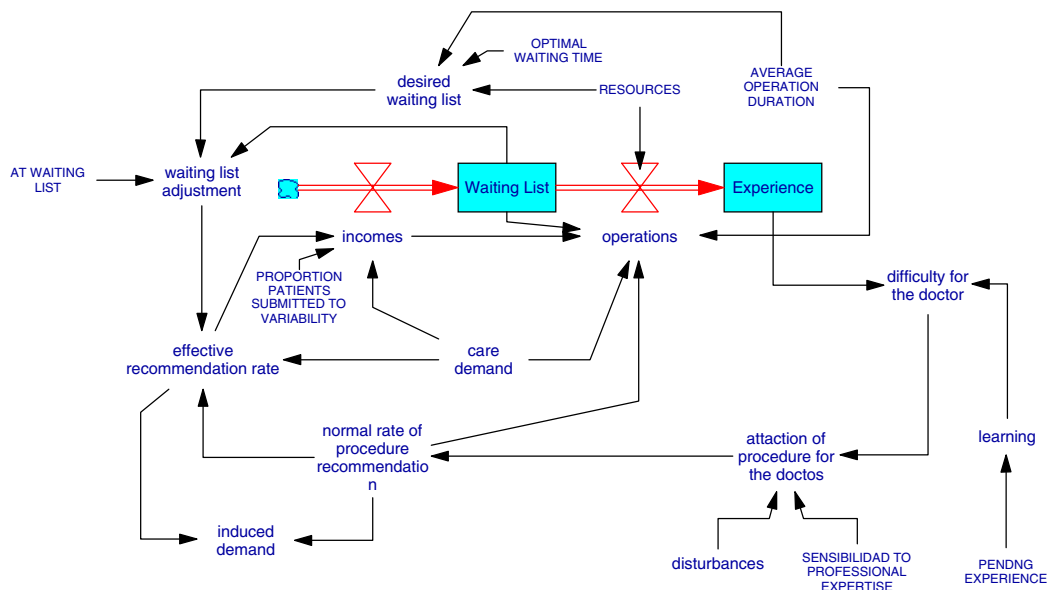 OPTIMAL
WAITING TIME
desired
waiting list
RESOURCES
AVERAGE
OPERATION
DURATION
AT WAITING
LIST
waiting list
adjustment
Waiting List
Experience
incomes
operations
PROPORTION
PATIENTS
SUBMITTED TO
VARIABILITY
difficulty for
the doctor
effective
recommendation rate
care
demand
normal rate of
procedure
recommendatio
n
attaction of
procedure for
the doctos
learning
induced
demand
disturbances
SENSIBILIDAD TO
PROFESSIONAL
EXPERTISE
PENDNG
EXPERIENCE